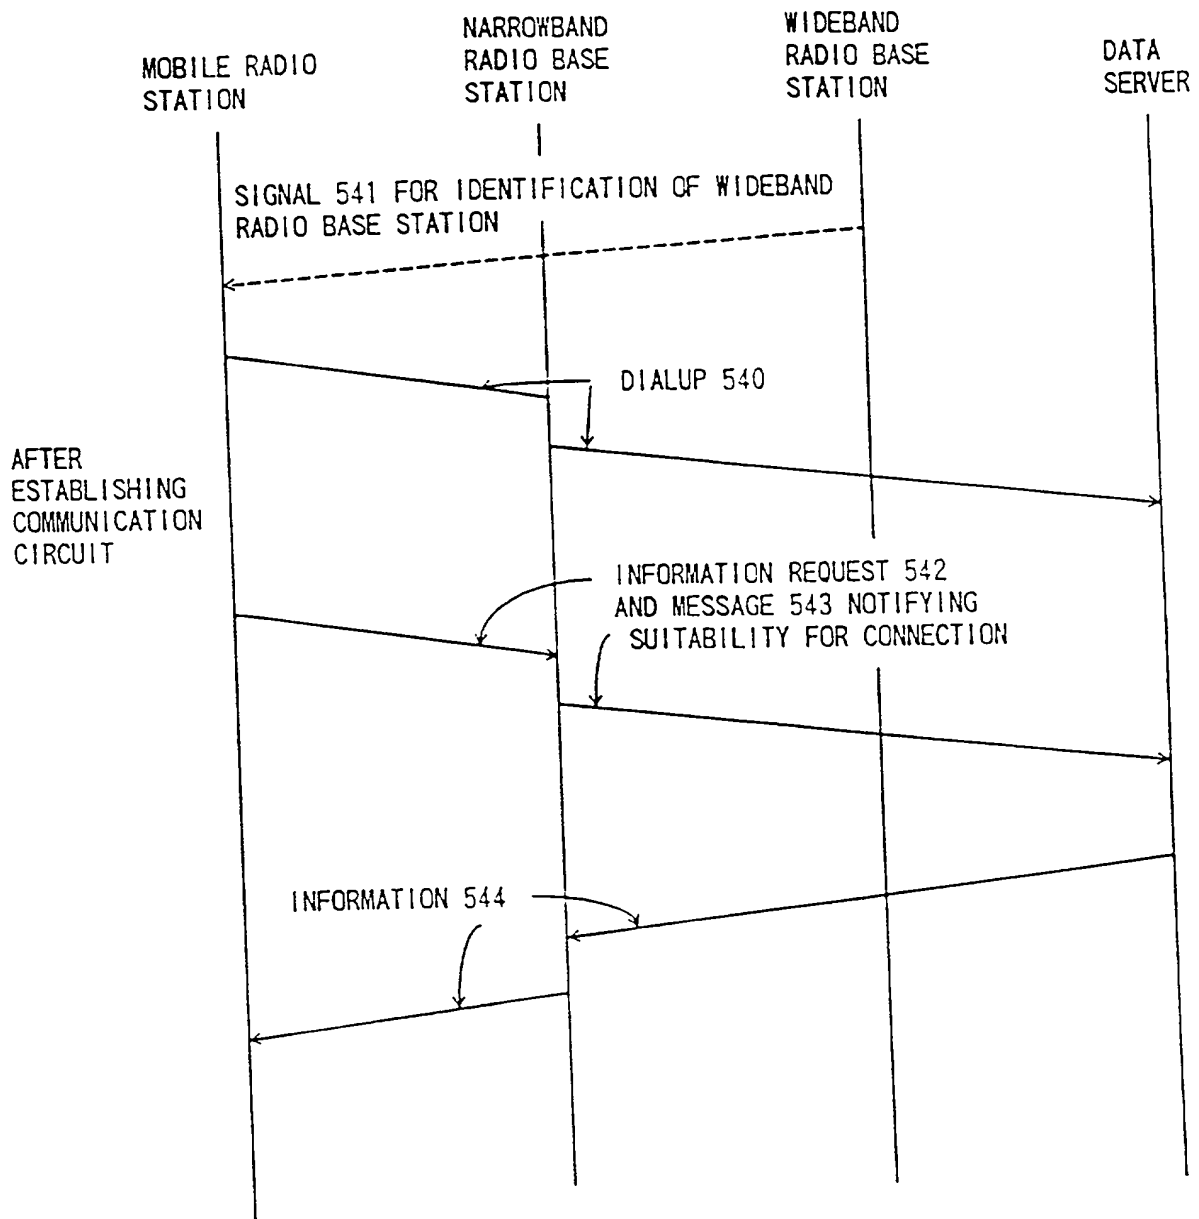 MOBILE RADIO
STATION
NARROWBAND
RADIO BASE
STATION
WIDEBAND
RADIO BASE
STATION
DATA
SERVER
SIGNAL 541 FOR IDENTIFICATION OF WIDEBAND
RADIO BASE STATION
DIALUP 540
AFTER
ESTABLISHING
COMMUNICATION
CIRCUIT
INFORMATION REQUEST 542
AND MESSAGE 543 NOTIFYING
SUITABILITY FOR CONNECTION
INFORMATION 544